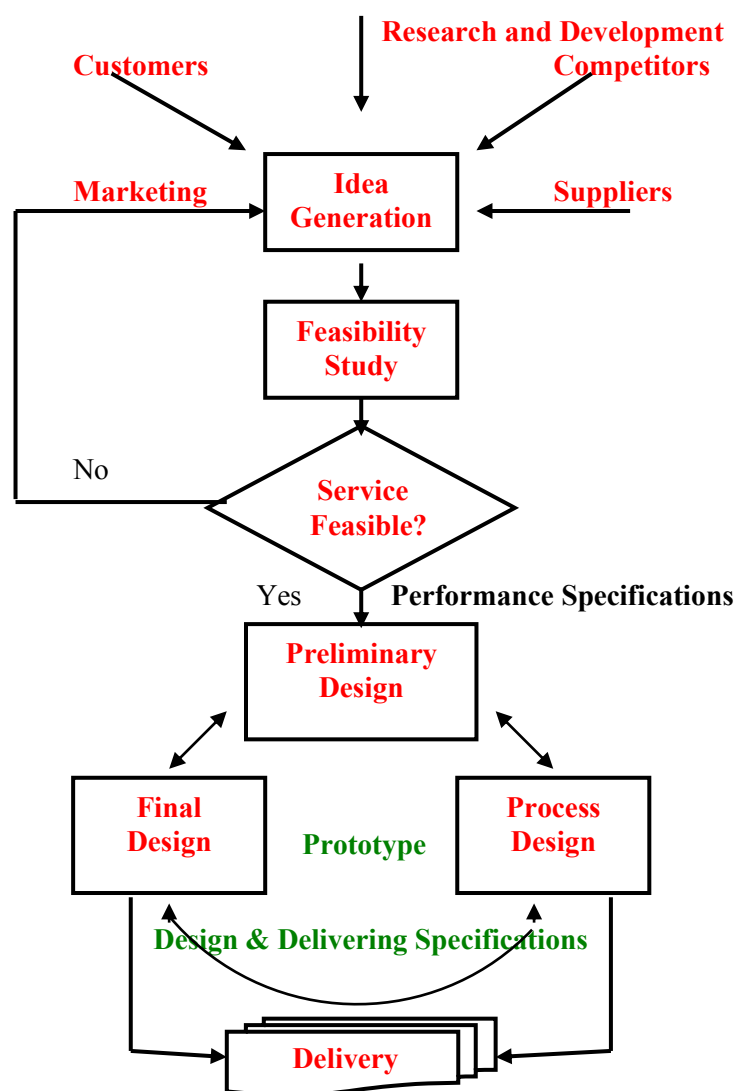 Research and Development
Customers
Competitors
Marketing
Idea
Generation
Suppliers
Feasibility
Study
No
Service
Feasible?
Yes
Performance Specifications
Preliminary
Design
Final
Design
Prototype
Process
Design
Design & Delivering Specifications
Delivery